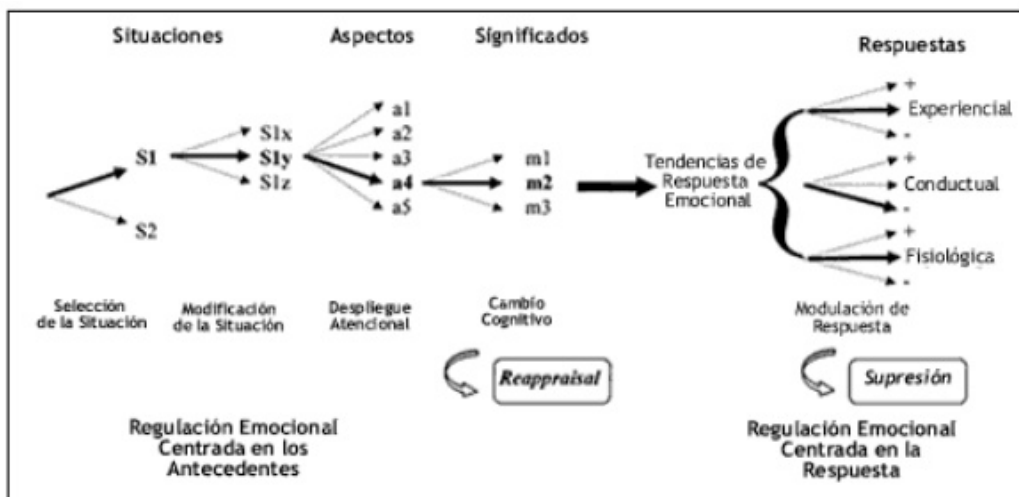 Situaciones
Aspectos
Significados
Respuestas
S1
S2
S1x
S1y
S1z
a1
a2
a3
a4
a5
m1
m2
m3
Tendencias de
Respuesta
Emocional
+
Experiencial
-
+
Conductual
-
+
Fisiológica
-
Selección
de la Situación
Modificación
de la Situación
Despliegue
Atencional
Cambio
Cognitivo
Modulación de
Respuesta
Reappraisal
Supresión
Regulación Emocional
Centrada en los
Antecedentes
Regulación Emocional
Centrada en la
Respuesta